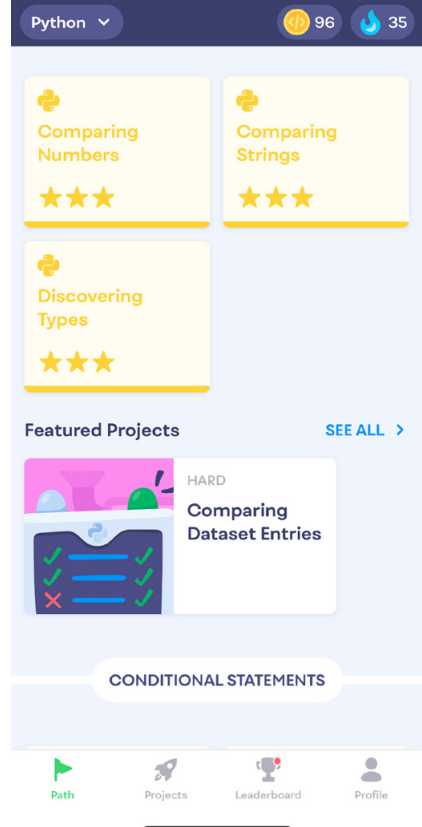 Python 96 35
Comparing
Numbers
Comparing
Strings
Discovering
Types
Featured Projects SEE ALL
HARD
Comparing
Dataset Entries
CONDITIONAL STATEMENTS
Path Projects Leaderboard Profile